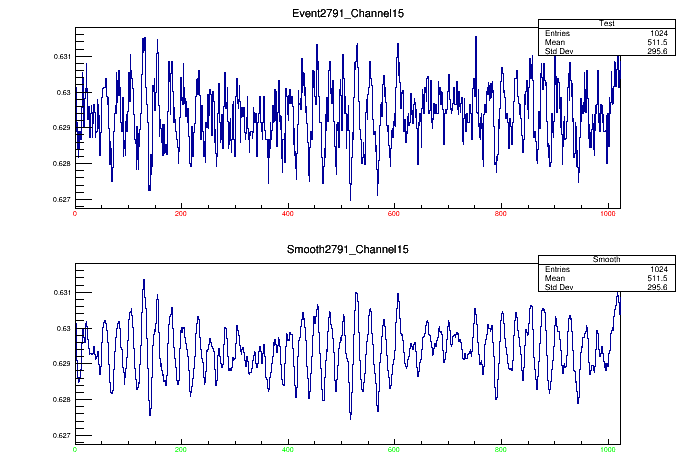 Event2791_Channel15
Test
Entries 1024
Mean 511.5
Std Dev 295.6
0.631
0.63
0.629
0.628
0.627
0 200 400 600 800 1000
Smooth2791_Channel15
Smooth
Entries 1024
Mean 511.5
Std Dev 295.6
0.631
0.63
0.629
0.628
0.627
0 200 400 600 800 1000